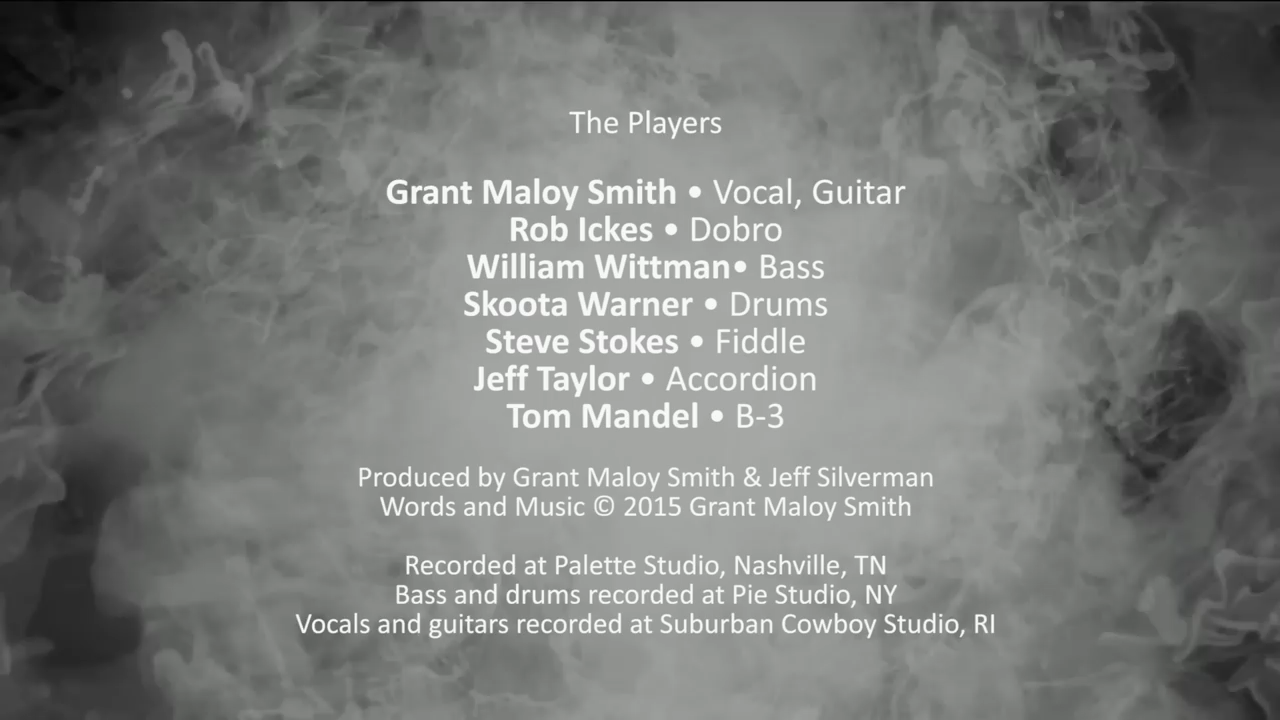 The Players
Grant Maloy Smith • Vocal, Guitar
Rob Ickes • Dobro
William Wittman• Bass
Skoota Warner • Drums
Steve Stokes • Fiddle
Jeff Taylor • Accordion
Tom Mandel • B-3
Produced by Grant Maloy Smith & Jeff Silverman
Words and Music © 2015 Grant Maloy Smith
Recorded at Palette Studio, Nashville, TN
Bass and drums recorded at Pie Studio, NY
Vocals and guitars recorded at Suburban Cowboy Studio, RI